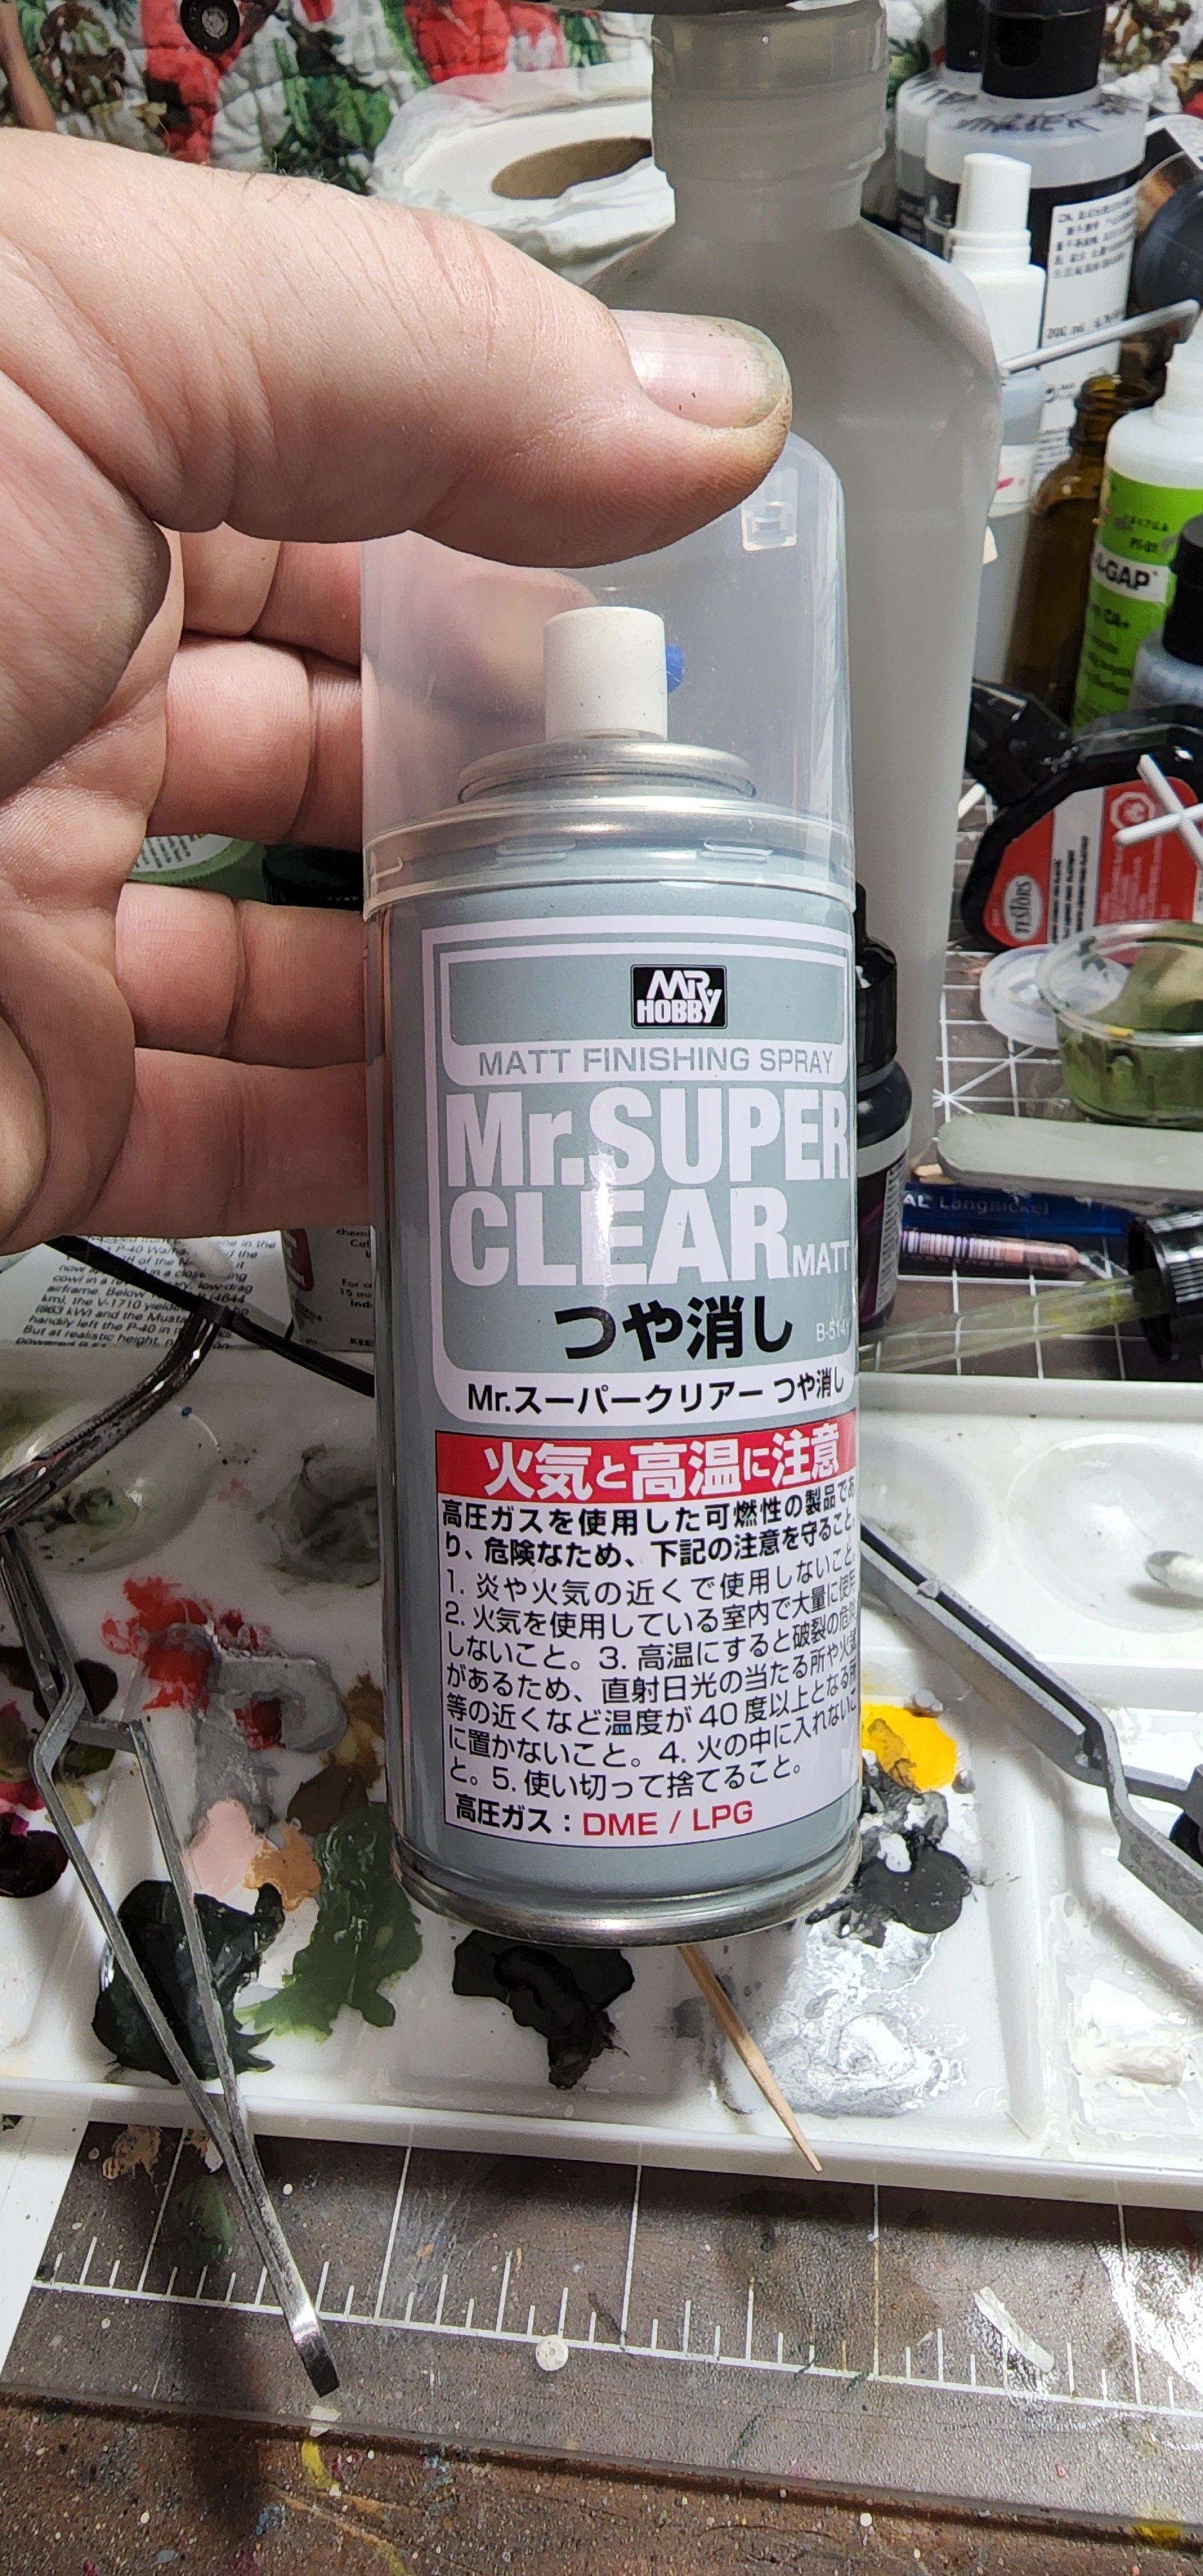 MR.
HOBBY
MATT FINISHING SPRAY
Mr.SUPER
CLEAR MATT
つや消し
Mr.スーパークリアー つや消し
火気と高温に注意
高圧ガスを使用した可燃性の製品であ
り、危険なため、下記の注意を守ること。
1. 炎や火気の近くで使用しないこと。
2. 火気を使用している室内で大量に使用
しないこと。3. 高温にすると破裂の危険
があるため、直射日光の当たる所や火気
等の近くなど温度が40度以上となる所
に置かないこと。4. 火の中に入れないこ
と。5. 使い切って捨てること。
高圧ガス：DME / LPG
-GAP
TESTORS
Langnickel